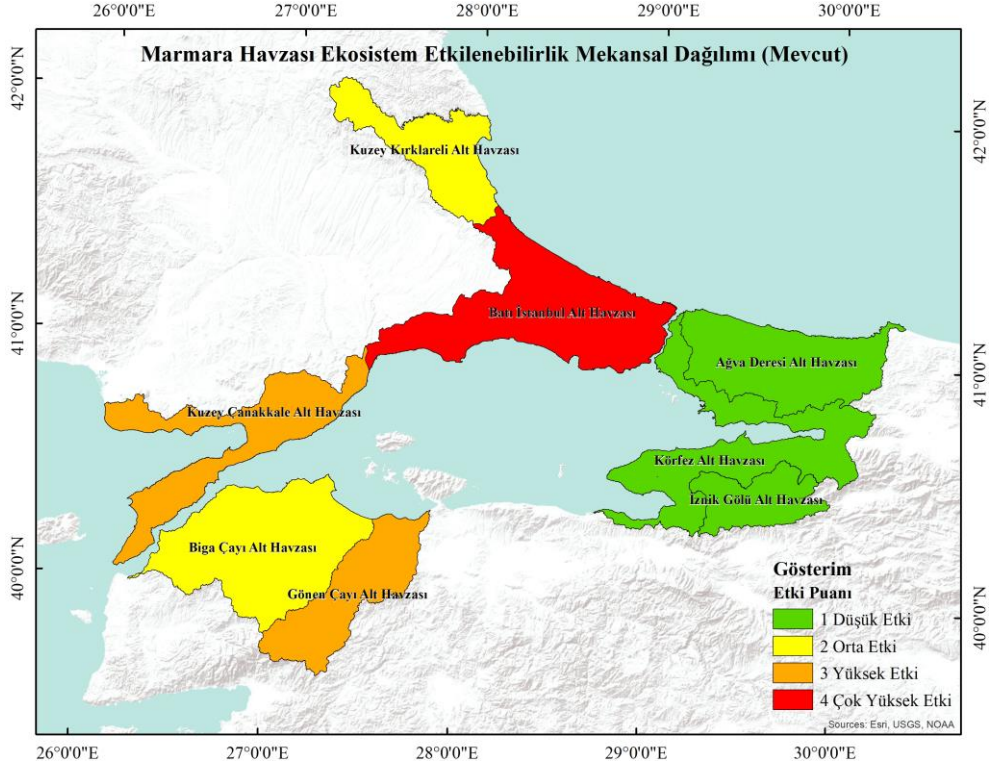 26°0'0"E 27°0'0"E 28°0'0"E 29°0'0"E 30°0'0"E
Marmara Havzası Ekosistem Etkilenebilirlik Mekansal Dağılımı (Mevcut)
42°0'0"N
42°0'0"N
Kuzey Kırklareli Alt Havzası
Batı İstanbul Alt Havzası
41°0'0"N
41°0'0"N
Ağva Deresi Alt Havzası
Kuzey Çanakkale Alt Havzası
Körfez Alt Havzası
İznik Gölü Alt Havzası
Biga Çayı Alt Havzası
40°0'0"N
40°0'0"N
Gönen Çayı Alt Havzası
Gösterim
Etki Puanı
1 Düşük Etki
2 Orta Etki
3 Yüksek Etki
4 Çok Yüksek Etki
Sources: Esri, USGS, NOAA
26°0'0"E 27°0'0"E 28°0'0"E 29°0'0"E 30°0'0"E